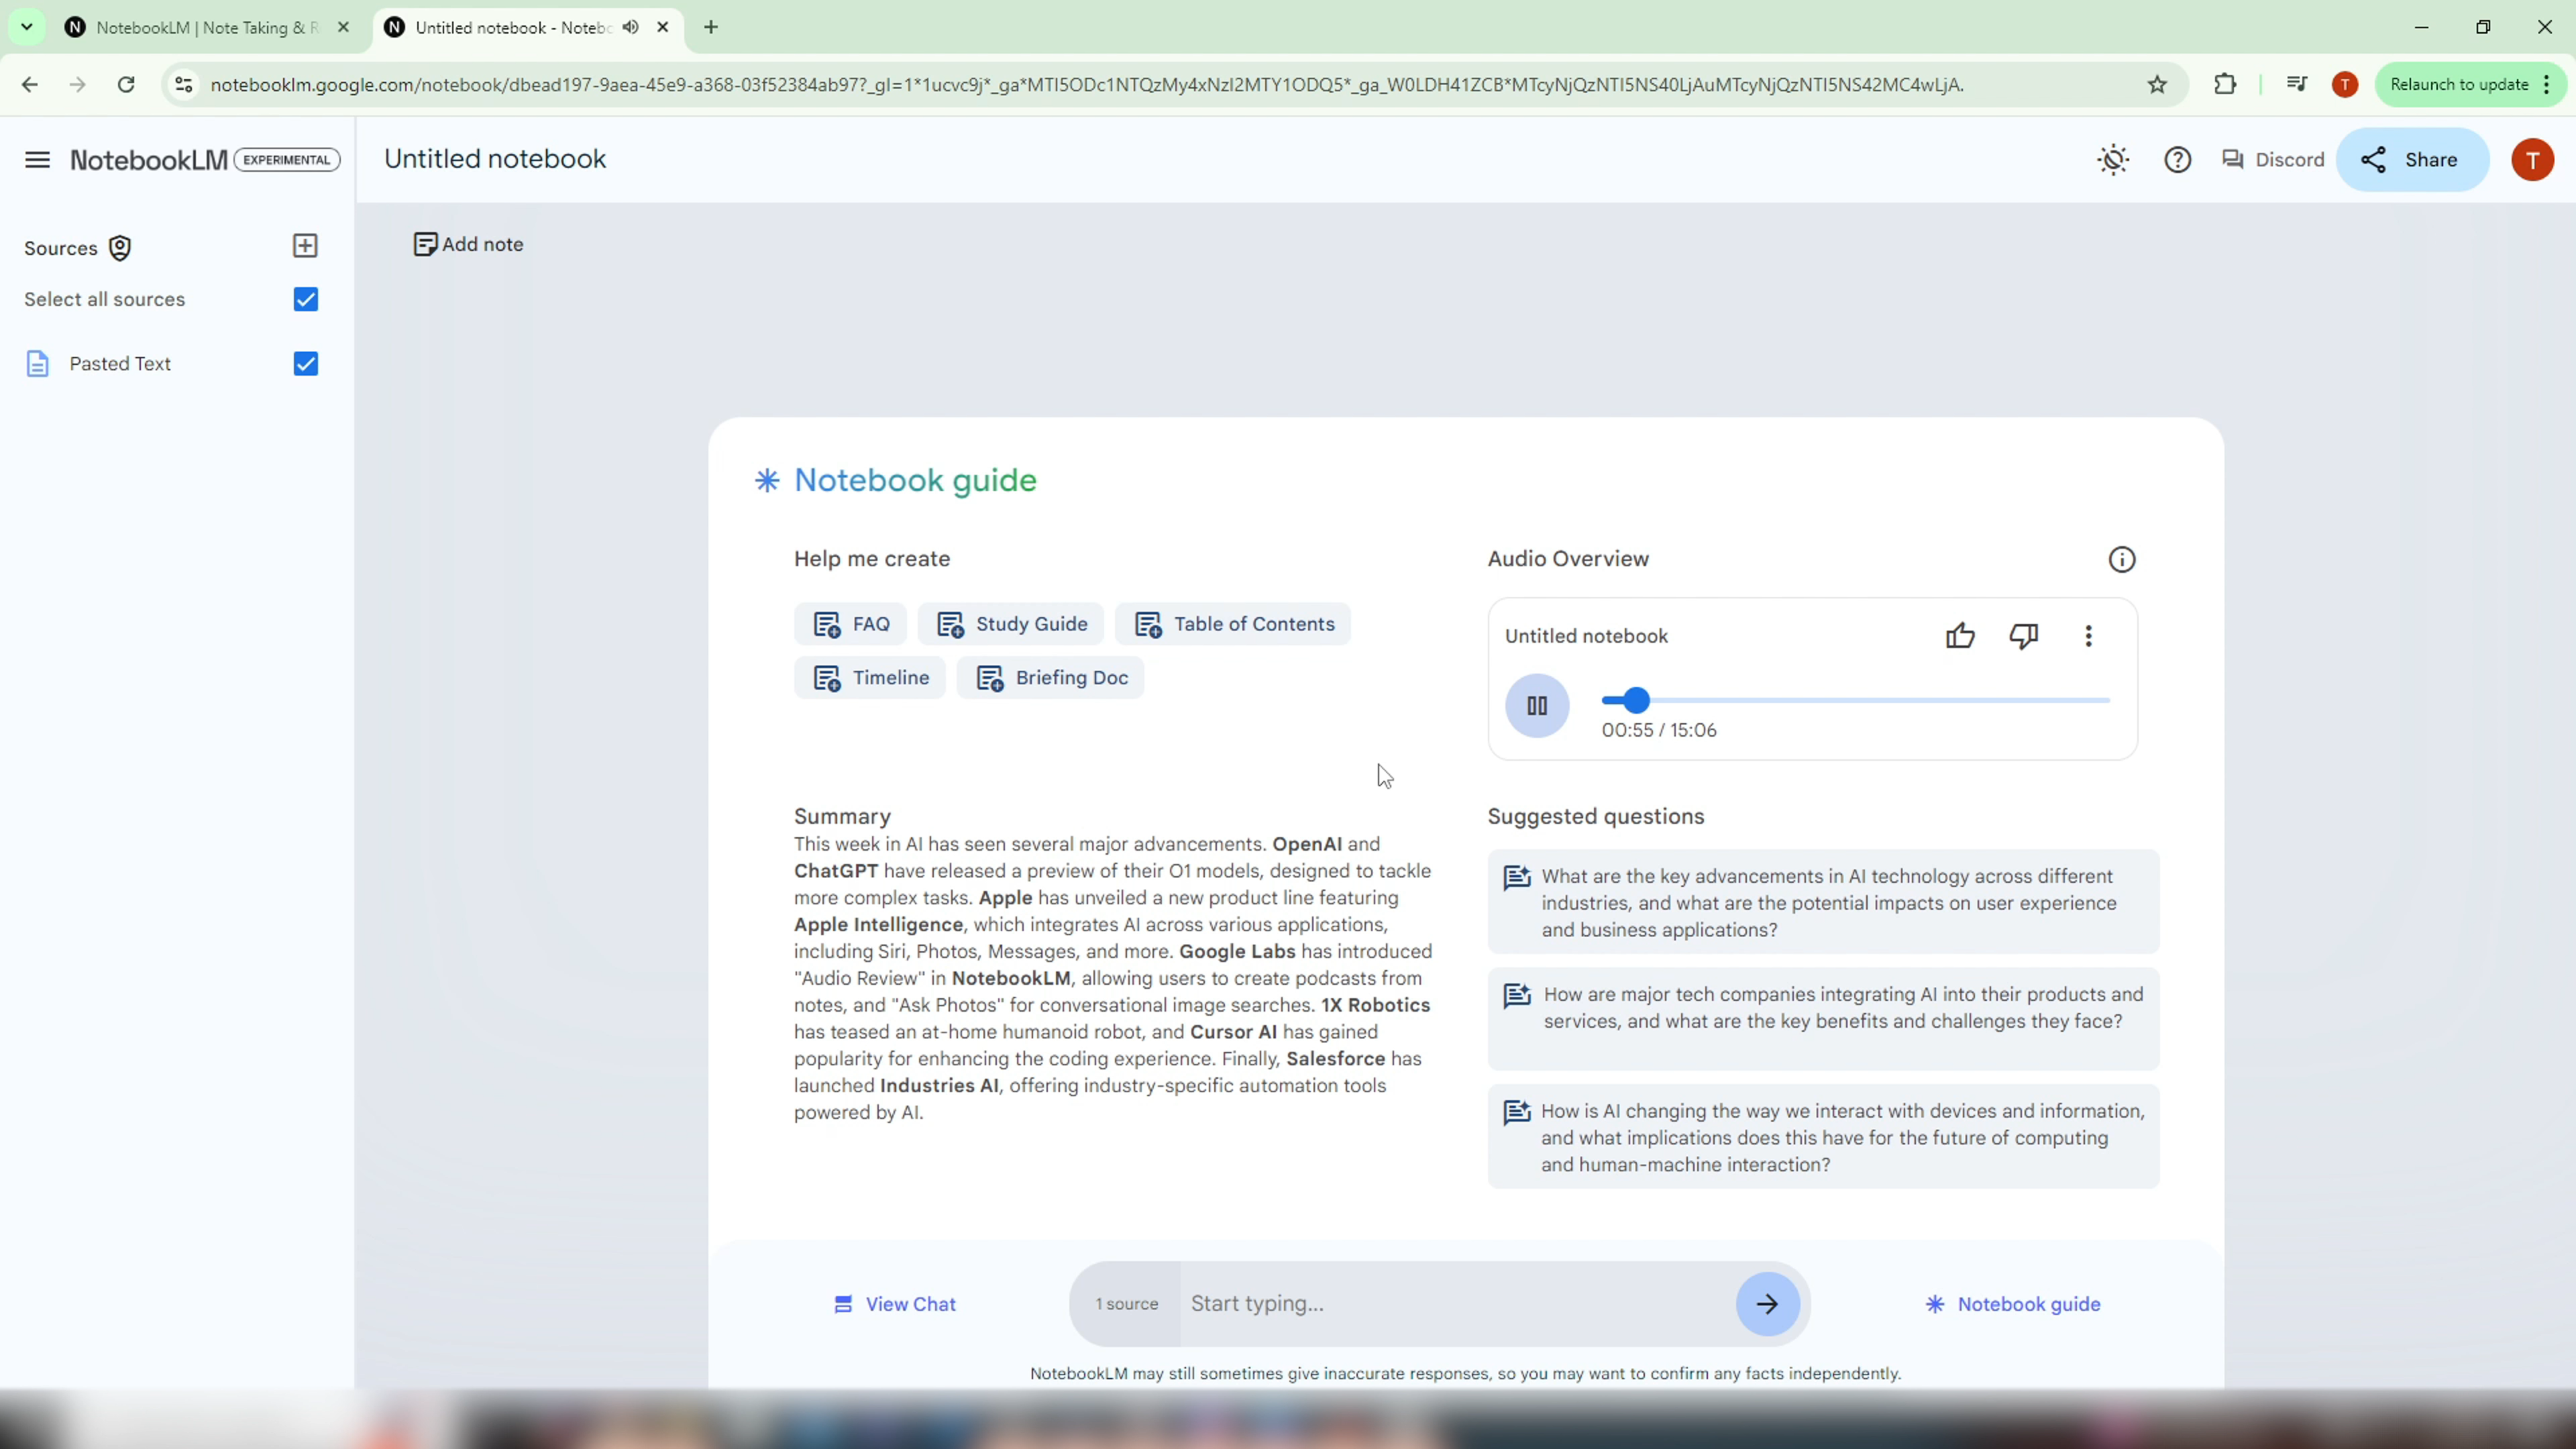 NotebookLM | Note Taking & R
Untitled notebook - Notebo
notebooklm.google.com/notebook/dbead197-9aea-45e9-a368-03f52384ab97?_gl=1*1ucvc9j*_ga*MTI5ODc1NTQzMy4xNzI2MTY1ODQ5*_ga_W0LDH41ZCB*MTcyNjQzNTI5NS40LjAuMTcyNjQzNTI5NS42MC4wLjA.
Relaunch to update
T
NotebookLM EXPERIMENTAL
Untitled notebook
Discord
Share
T
Sources
Select all sources
Pasted Text
Add note
Notebook guide
Help me create
FAQ
Study Guide
Table of Contents
Timeline
Briefing Doc
Audio Overview
Untitled notebook
00:55 / 15:06
Summary
This week in AI has seen several major advancements. OpenAI and
ChatGPT have released a preview of their O1 models, designed to tackle
more complex tasks. Apple has unveiled a new product line featuring
Apple Intelligence, which integrates AI across various applications,
including Siri, Photos, Messages, and more. Google Labs has introduced
"Audio Review" in NotebookLM, allowing users to create podcasts from
notes, and "Ask Photos" for conversational image searches. 1X Robotics
has teased an at-home humanoid robot, and Cursor AI has gained
popularity for enhancing the coding experience. Finally, Salesforce has
launched Industries AI, offering industry-specific automation tools
powered by AI.
Suggested questions
What are the key advancements in AI technology across different
industries, and what are the potential impacts on user experience
and business applications?
How are major tech companies integrating AI into their products and
services, and what are the key benefits and challenges they face?
How is AI changing the way we interact with devices and information,
and what implications does this have for the future of computing
and human-machine interaction?
View Chat
1 source
Start typing...
Notebook guide
NotebookLM may still sometimes give inaccurate responses, so you may want to confirm any facts independently.